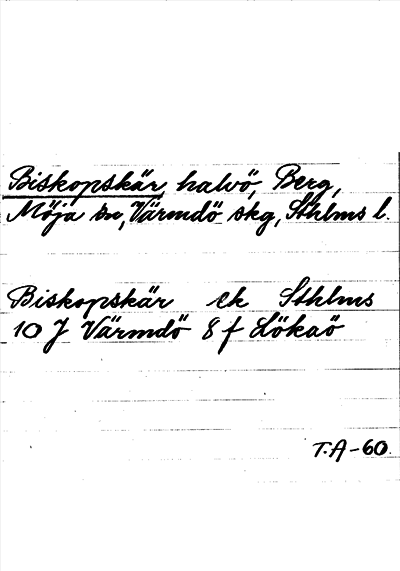 Biskopskär, halvö, Berg,
Möja sn, Värmdö skg, Sthlms l.
Biskopskär ek Sthlms
10 J Värmdö 8 f Lökaö
T.A-60.